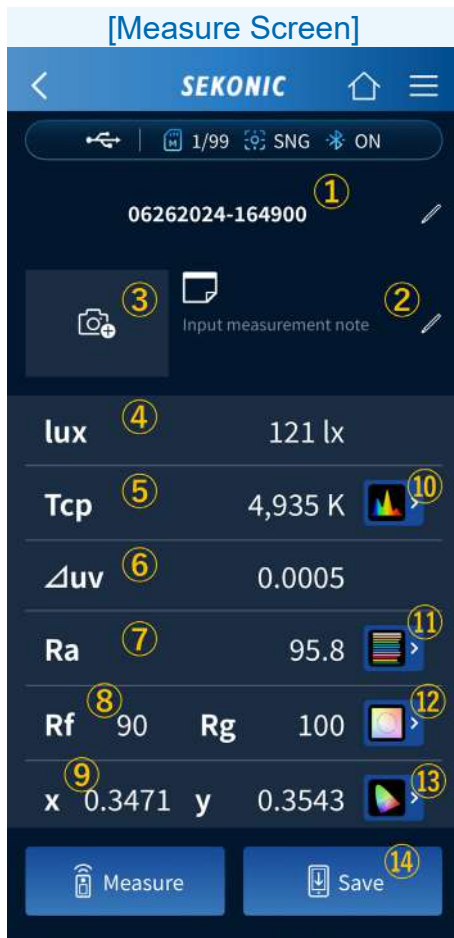 [Measure Screen]
SEKONIC
M 1/99 SNG ON
①
06262024-164900
③ ②
Input measurement note
lux ④ 121 lx
Tcp ⑤ 4,935 K ⑩
⊿uv ⑥ 0.0005
Ra ⑦ 95.8 ⑪
Rf ⑧ 90 Rg 100 ⑫
x ⑨ 0.3471 y 0.3543 ⑬
Measure Save ⑭